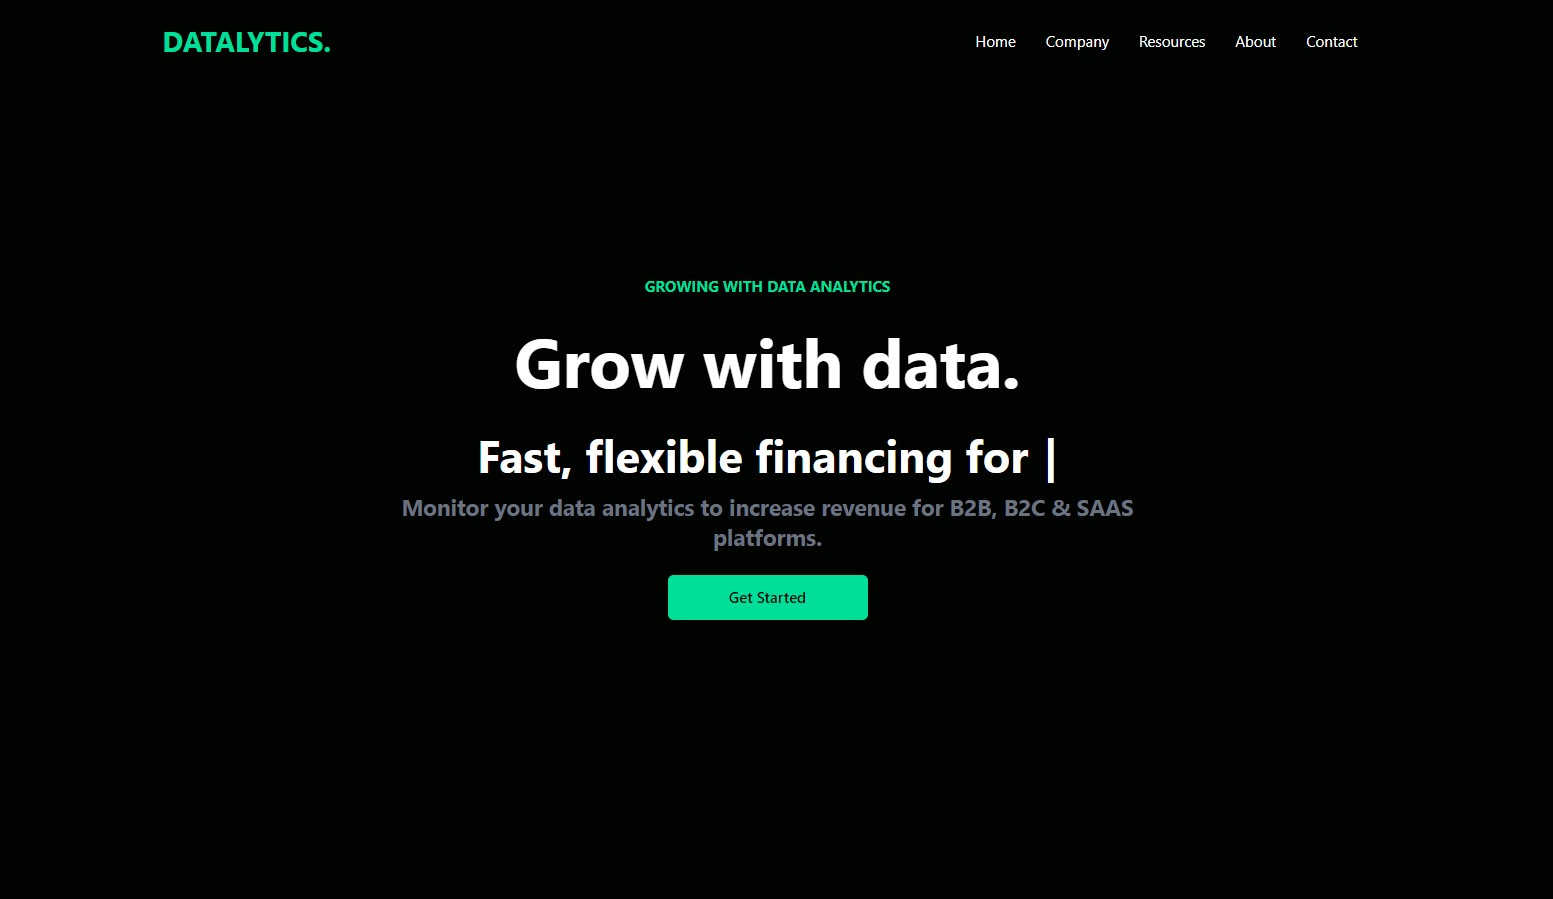 DATALYTICS.
Home Company Resources About Contact
GROWING WITH DATA ANALYTICS
Grow with data.
Fast, flexible financing for |
Monitor your data analytics to increase revenue for B2B, B2C & SAAS
platforms.
Get Started